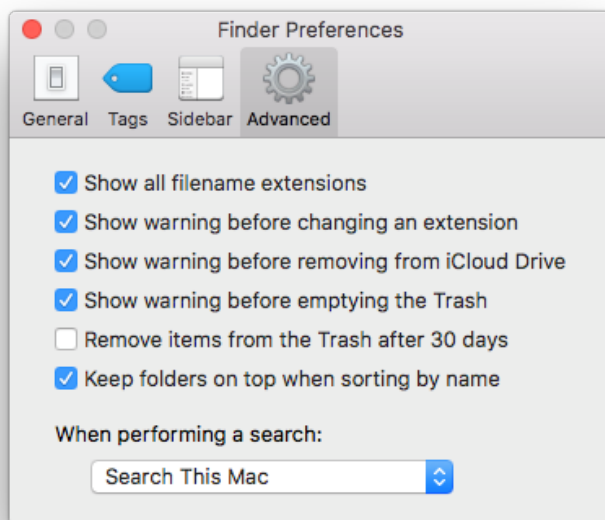 Finder Preferences
General Tags Sidebar Advanced
Show all filename extensions
Show warning before changing an extension
Show warning before removing from iCloud Drive
Show warning before emptying the Trash
Remove items from the Trash after 30 days
Keep folders on top when sorting by name
When performing a search:
Search This Mac